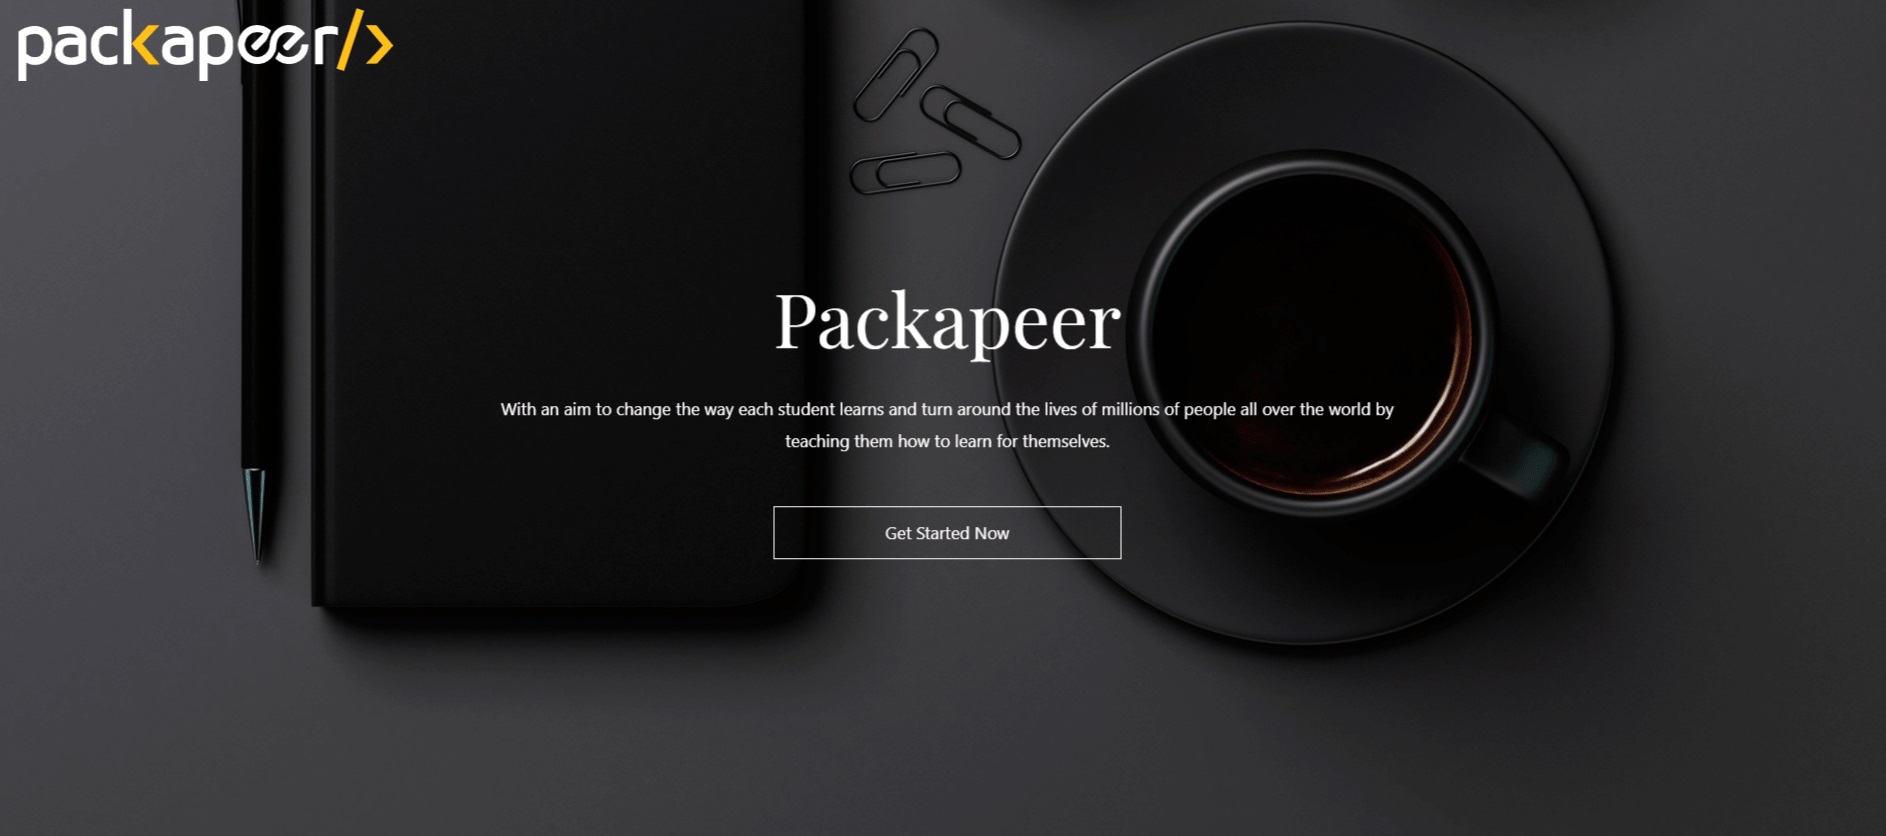 packapeer/>
Packapeer
With an aim to change the way each student learns and turn around the lives of millions of people all over the world by
teaching them how to learn for themselves.
Get Started Now